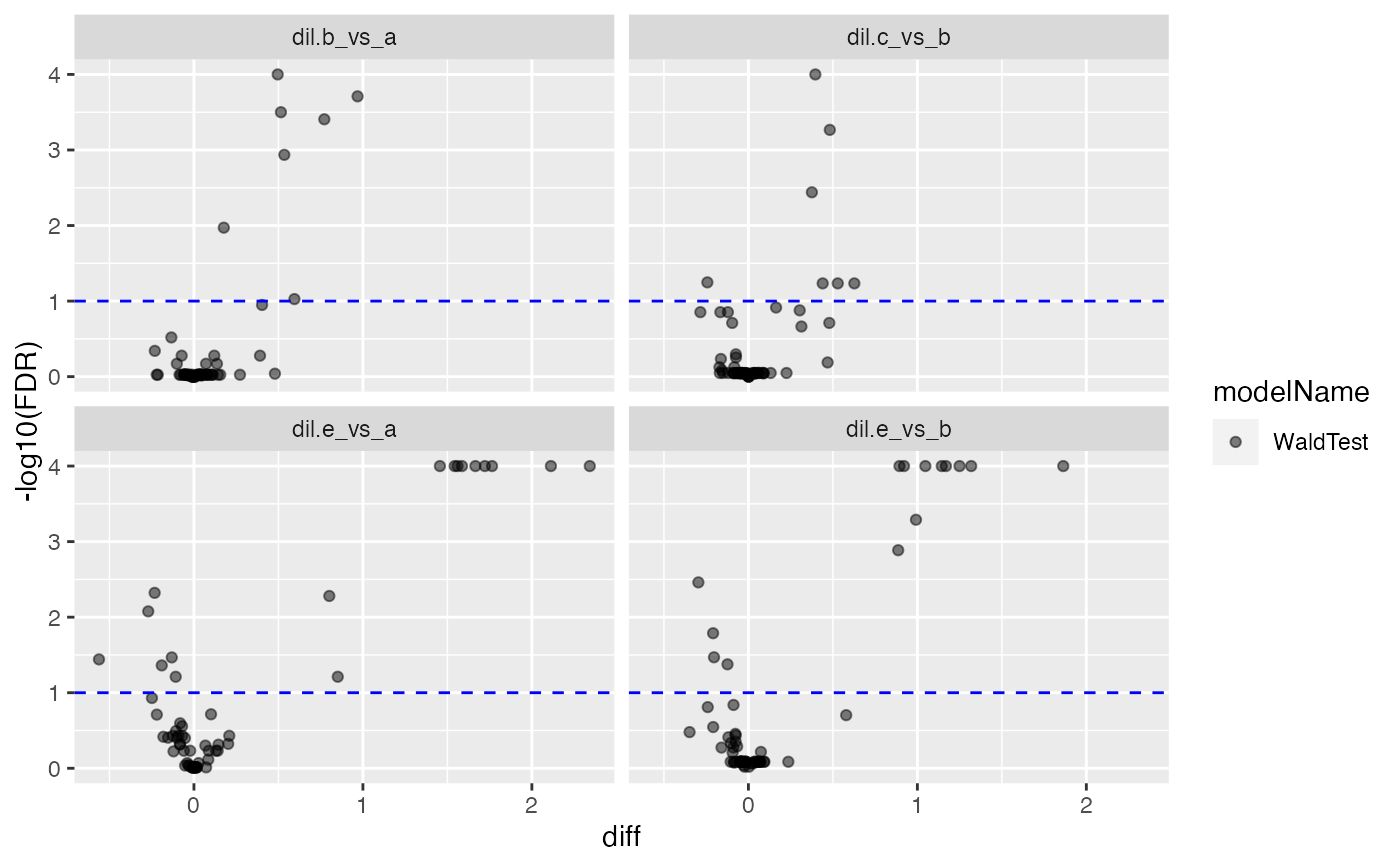 dil.b_vs_a
dil.c_vs_b
4
3
2
1
0
dil.e_vs_a
dil.e_vs_b
4
3
2
1
0
0
1
2
0
1
2
diff
-log10(FDR)
modelName
WaldTest